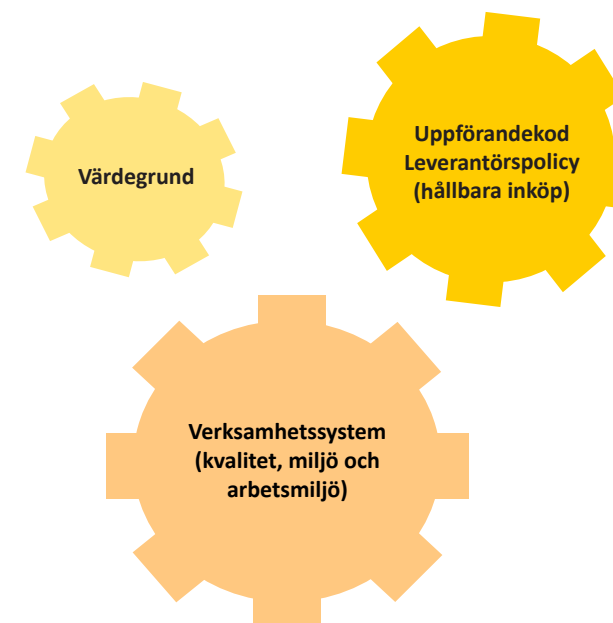 Värdegrund
Uppförandekod
Leverantörspolicy
(hållbara inköp)
Verksamhetssystem
(kvalitet, miljö och
arbetsmiljö)